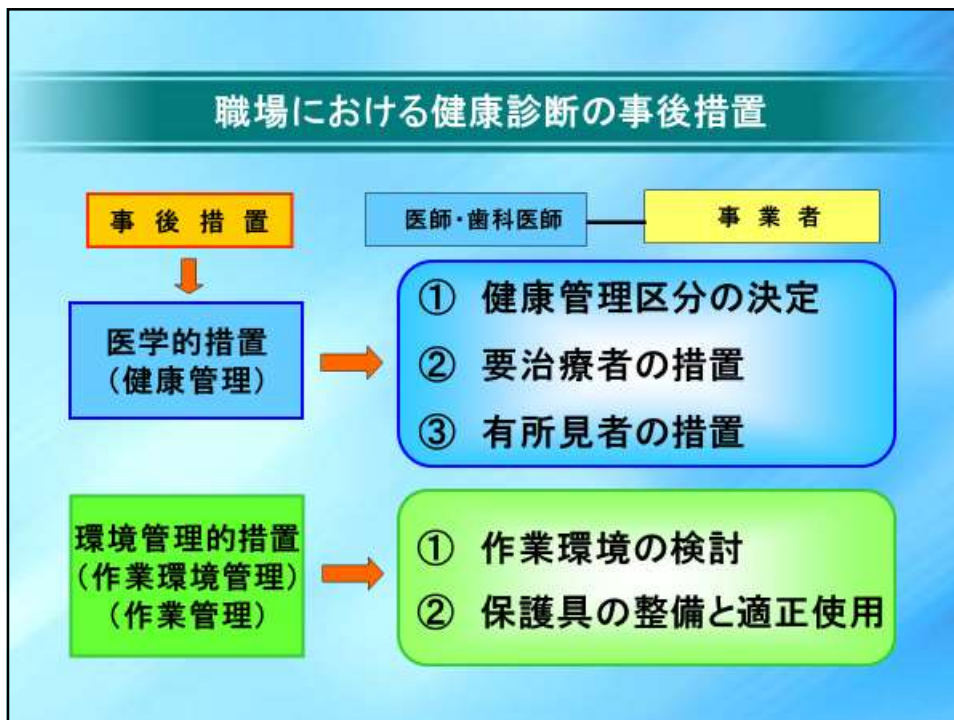 職場における健康診断の事後措置
事後措置
医師・歯科医師
事業者
医学的措置
(健康管理)
① 健康管理区分の決定
② 要治療者の措置
③ 有所見者の措置
環境管理的措置
(作業環境管理)
(作業管理)
① 作業環境の検討
② 保護具の整備と適正使用